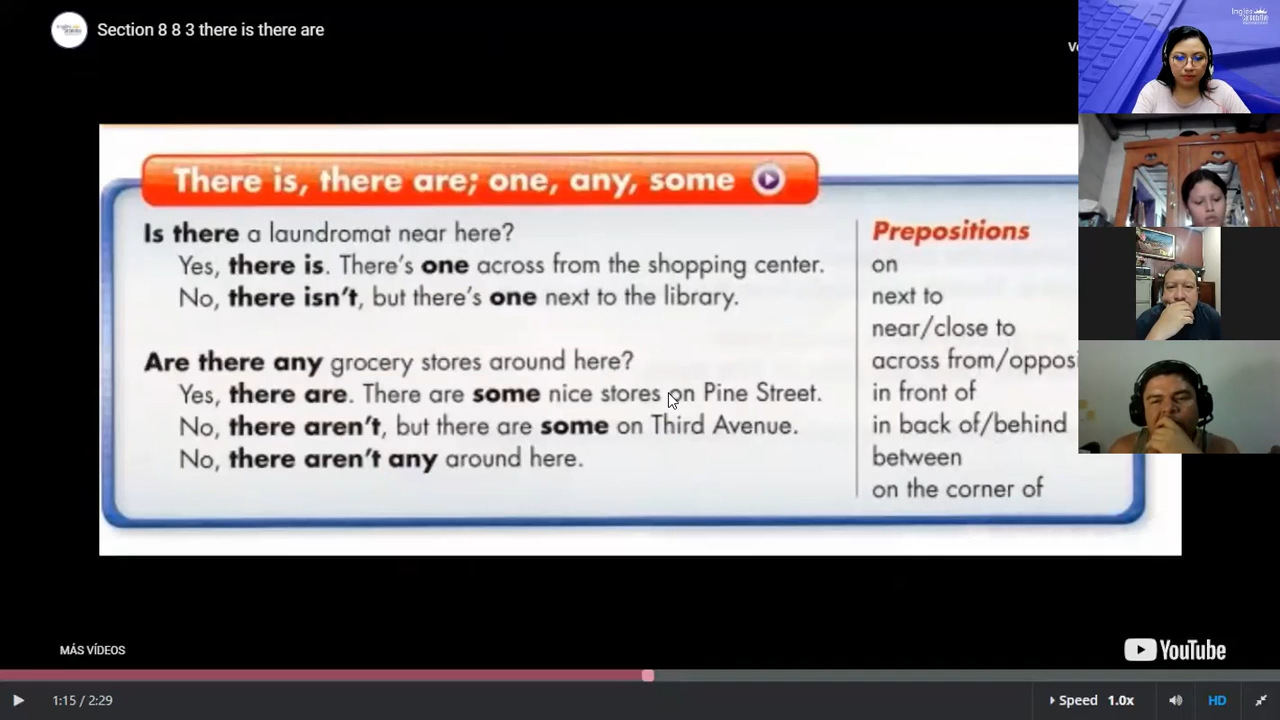 Section 8 8 3 there is there are
There is, there are; one, any, some
Is there a laundromat near here?
Yes, there is. There's one across from the shopping center.
No, there isn't, but there's one next to the library.
Are there any grocery stores around here?
Yes, there are. There are some nice stores on Pine Street.
No, there aren't, but there are some on Third Avenue.
No, there aren't any around here.
Prepositions
on
next to
near/close to
across from/opposi
in front of
in back of/behind
between
on the corner of
MÁS VÍDEOS
YouTube
1:15 / 2:29
Speed 1.0x
HD